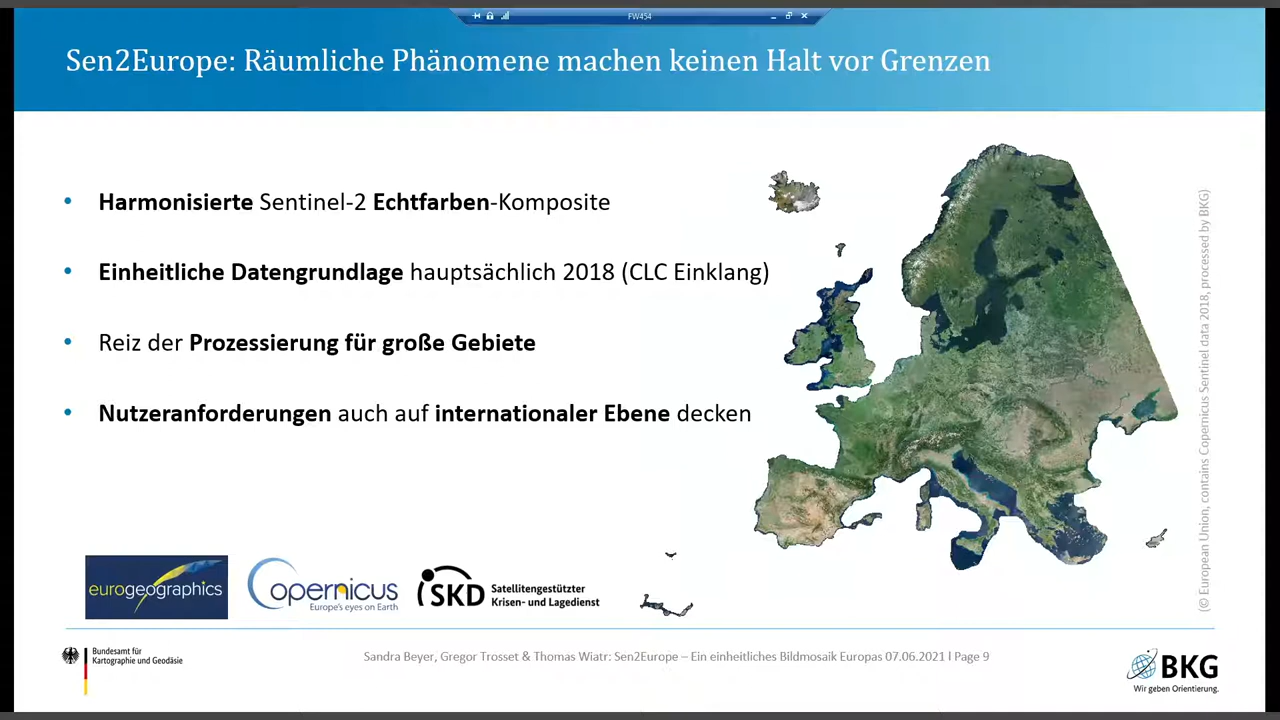 FW454
Sen2Europe: Räumliche Phänomene machen keinen Halt vor Grenzen
• Harmonisierte Sentinel-2 Echtfarben-Komposite
• Einheitliche Datengrundlage hauptsächlich 2018 (CLC Einklang)
• Reiz der Prozessierung für große Gebiete
• Nutzeranforderungen auch auf internationaler Ebene decken
(© European Union, contains Copernicus Sentinel data 2018, processed by BKG)
eurogeographics
Copernicus
Europe's eyes on Earth
SKD
Satellitengestützter
Krisen- und Lagedienst
Bundesamt für
Kartographie und Geodäsie
Sandra Beyer, Gregor Trosset & Thomas Wiatr: Sen2Europe – Ein einheitliches Bildmosaik Europas 07.06.2021 l Page 9
BKG
Wir geben Orientierung.